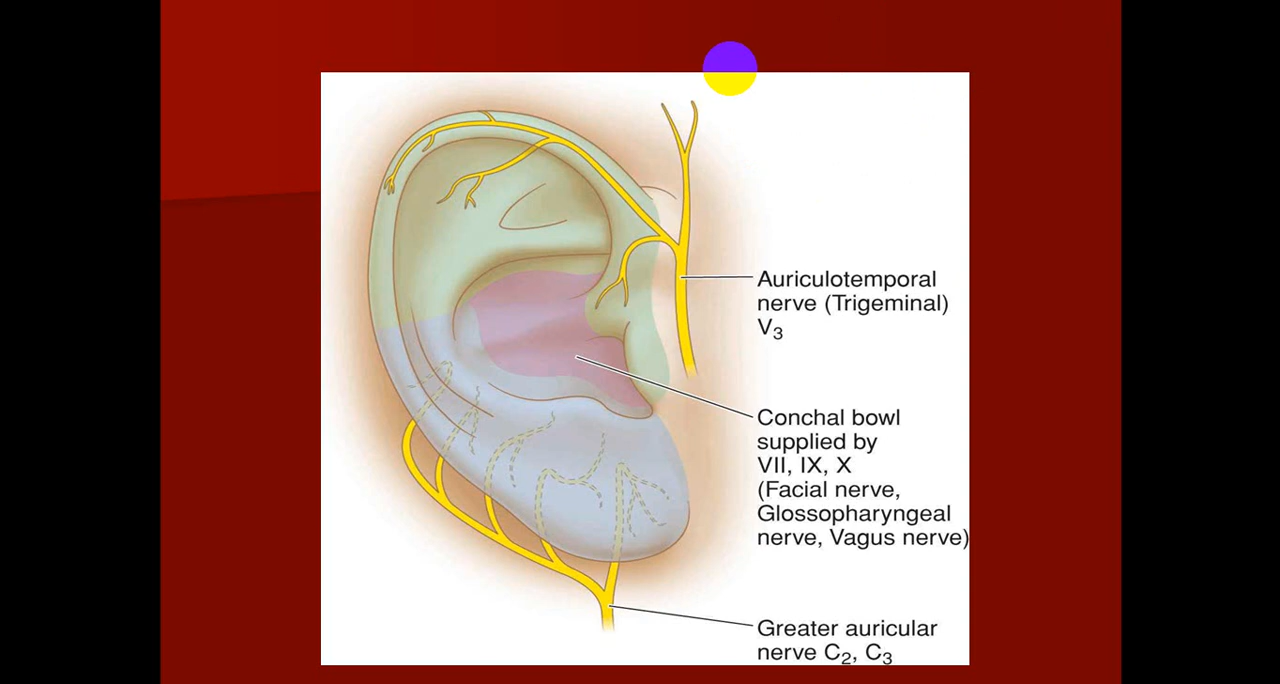 Auriculotemporal
nerve (Trigeminal)
V₃
Conchal bowl
supplied by
VII, IX, X
(Facial nerve,
Glossopharyngeal
nerve, Vagus nerve)
Greater auricular
nerve C₂, C₃